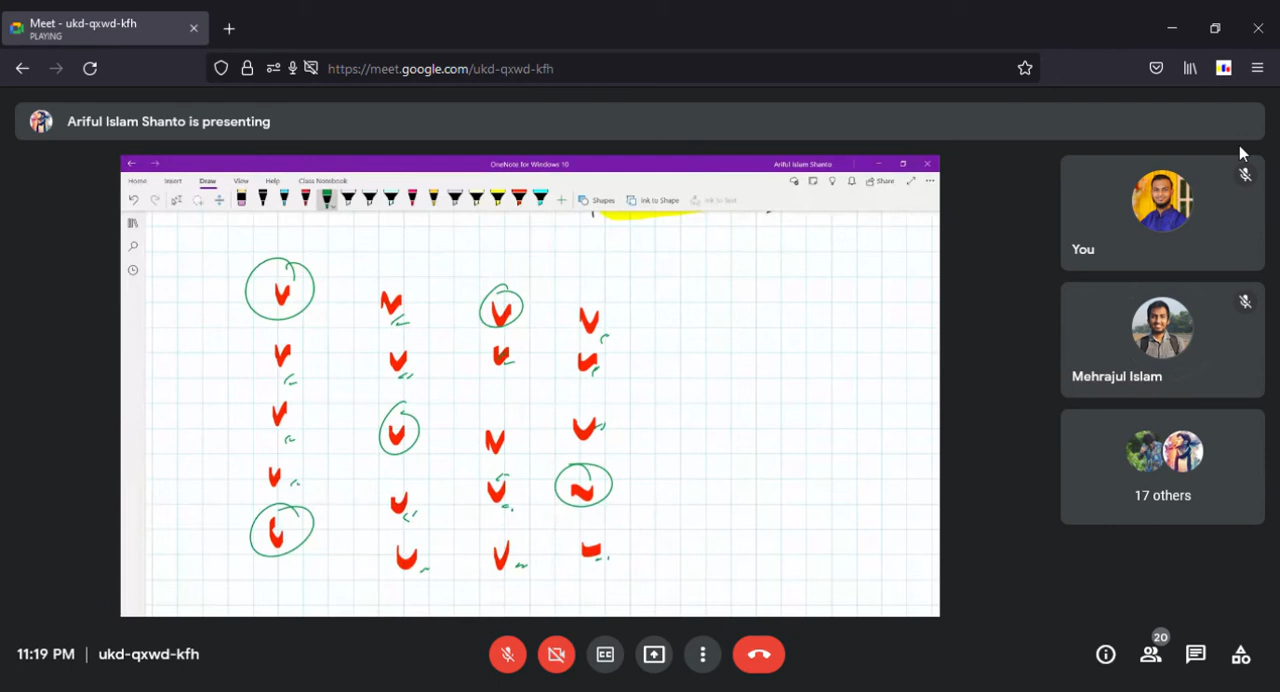 Meet - ukd-qxwd-kfh
PLAYING
https://meet.google.com/ukd-qxwd-kfh
Ariful Islam Shanto is presenting
OneNote for Windows 10
Ariful Islam Shanto
Home Insert Draw View Help Class Notebook
Share
Shapes Ink to Shape Ink to Text
You
Mehrajul Islam
17 others
11:19 PM | ukd-qxwd-kfh
CC
20